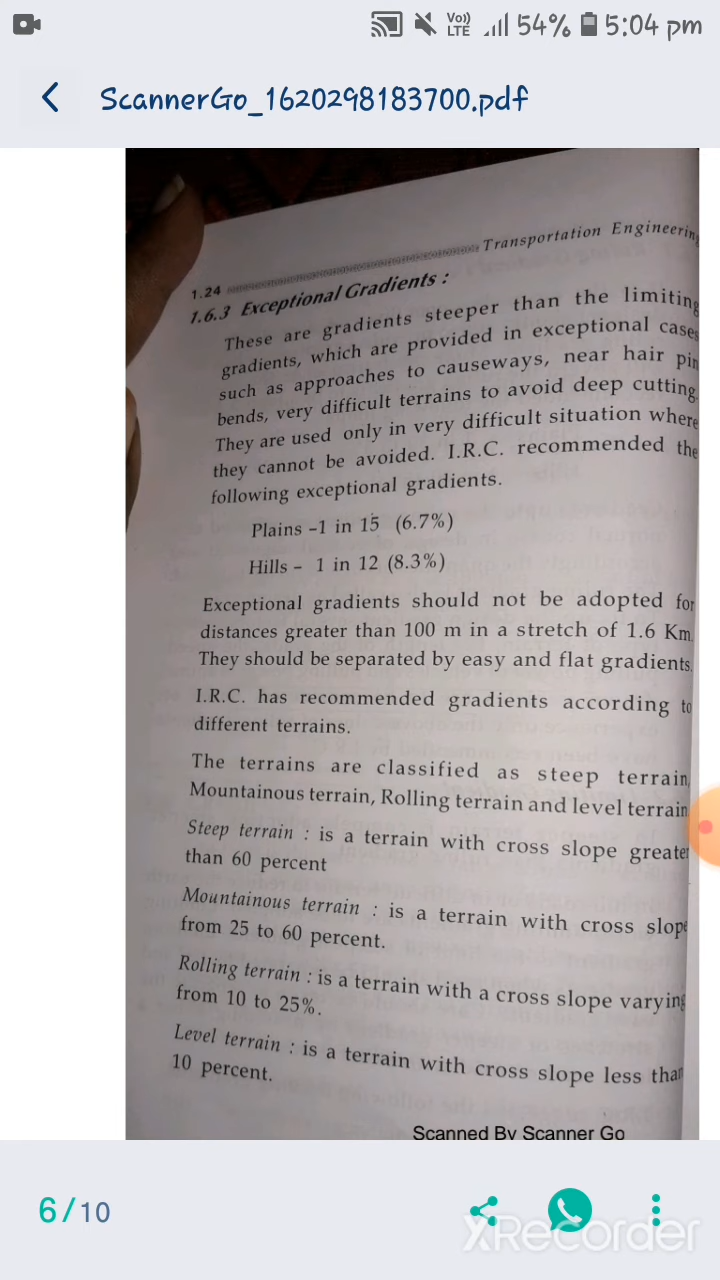 Vo))
LTE
54%
5:04 pm
ScannerGo_1620298183700.pdf
1.24
Transportation Engineerin
1.6.3 Exceptional Gradients :
These are gradients steeper than the limiting
gradients, which are provided in exceptional cases
such as approaches to causeways, near hair pin
bends, very difficult terrains to avoid deep cutting.
They are used only in very difficult situation where
they cannot be avoided. I.R.C. recommended the
following exceptional gradients.
Plains -1 in 15 (6.7%)
Hills - 1 in 12 (8.3%)
Exceptional gradients should not be adopted for
distances greater than 100 m in a stretch of 1.6 Km.
They should be separated by easy and flat gradients.
I.R.C. has recommended gradients according to
different terrains.
The terrains are classified as steep terrain,
Mountainous terrain, Rolling terrain and level terrain
Steep terrain : is a terrain with cross slope greater
than 60 percent
Mountainous terrain : is a terrain with cross slope
from 25 to 60 percent.
Rolling terrain : is a terrain with a cross slope varying
from 10 to 25%.
Level terrain : is a terrain with cross slope less than
10 percent.
Scanned By Scanner Go
6/10
XRecorder